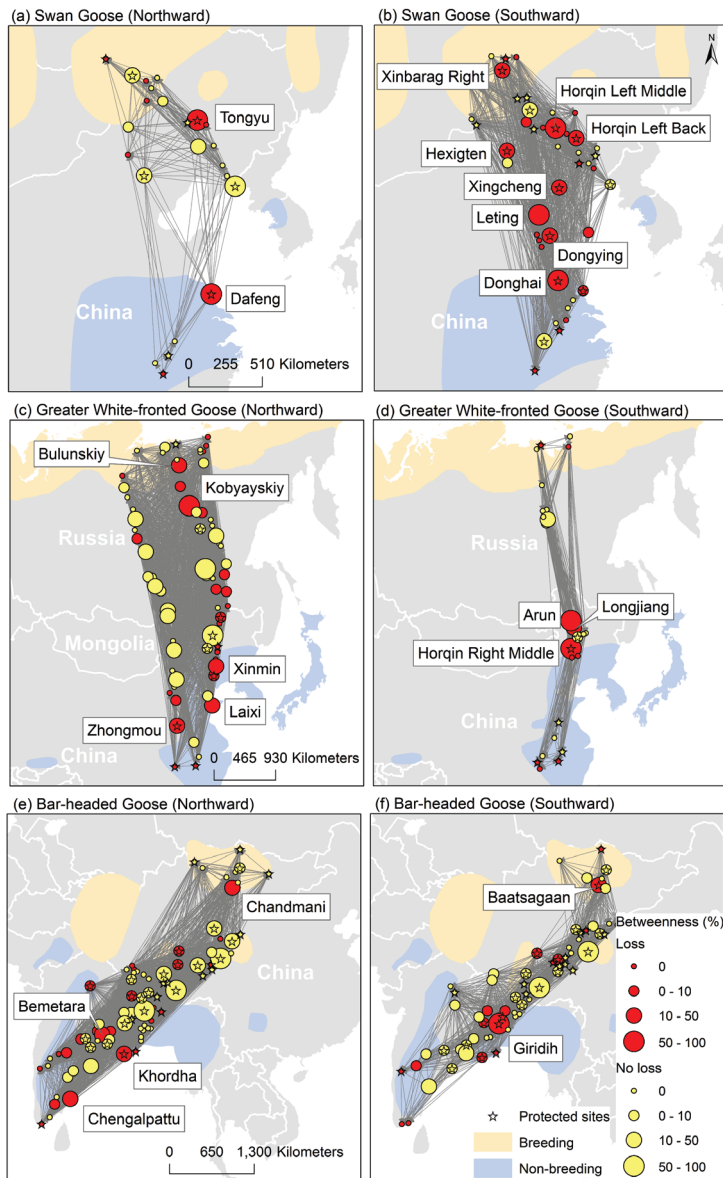 (a) Swan Goose (Northward)
Tongyu
Dafeng
China
0 255 510 Kilometers
(b) Swan Goose (Southward)
N
Xinbarag Right
Horqin Left Middle
Horqin Left Back
Hexigten
Xingcheng
Leting
Dongying
Donghai
China
(c) Greater White-fronted Goose (Northward)
Bulunskiy
Kobyayskiy
Russia
Mongolia
Xinmin
Laixi
Zhongmou
China
0 465 930 Kilometers
(d) Greater White-fronted Goose (Southward)
Russia
Arun
Longjiang
Horqin Right Middle
China
(e) Bar-headed Goose (Northward)
Chandmani
China
Bemetara
Khordha
Chengalpattu
0 650 1,300 Kilometers
(f) Bar-headed Goose (Southward)
Baatsagaan
Giridih
Protected sites
Breeding
Non-breeding
Betweenness (%)
Loss
0
0 - 10
10 - 50
50 - 100
No loss
0
0 - 10
10 - 50
50 - 100